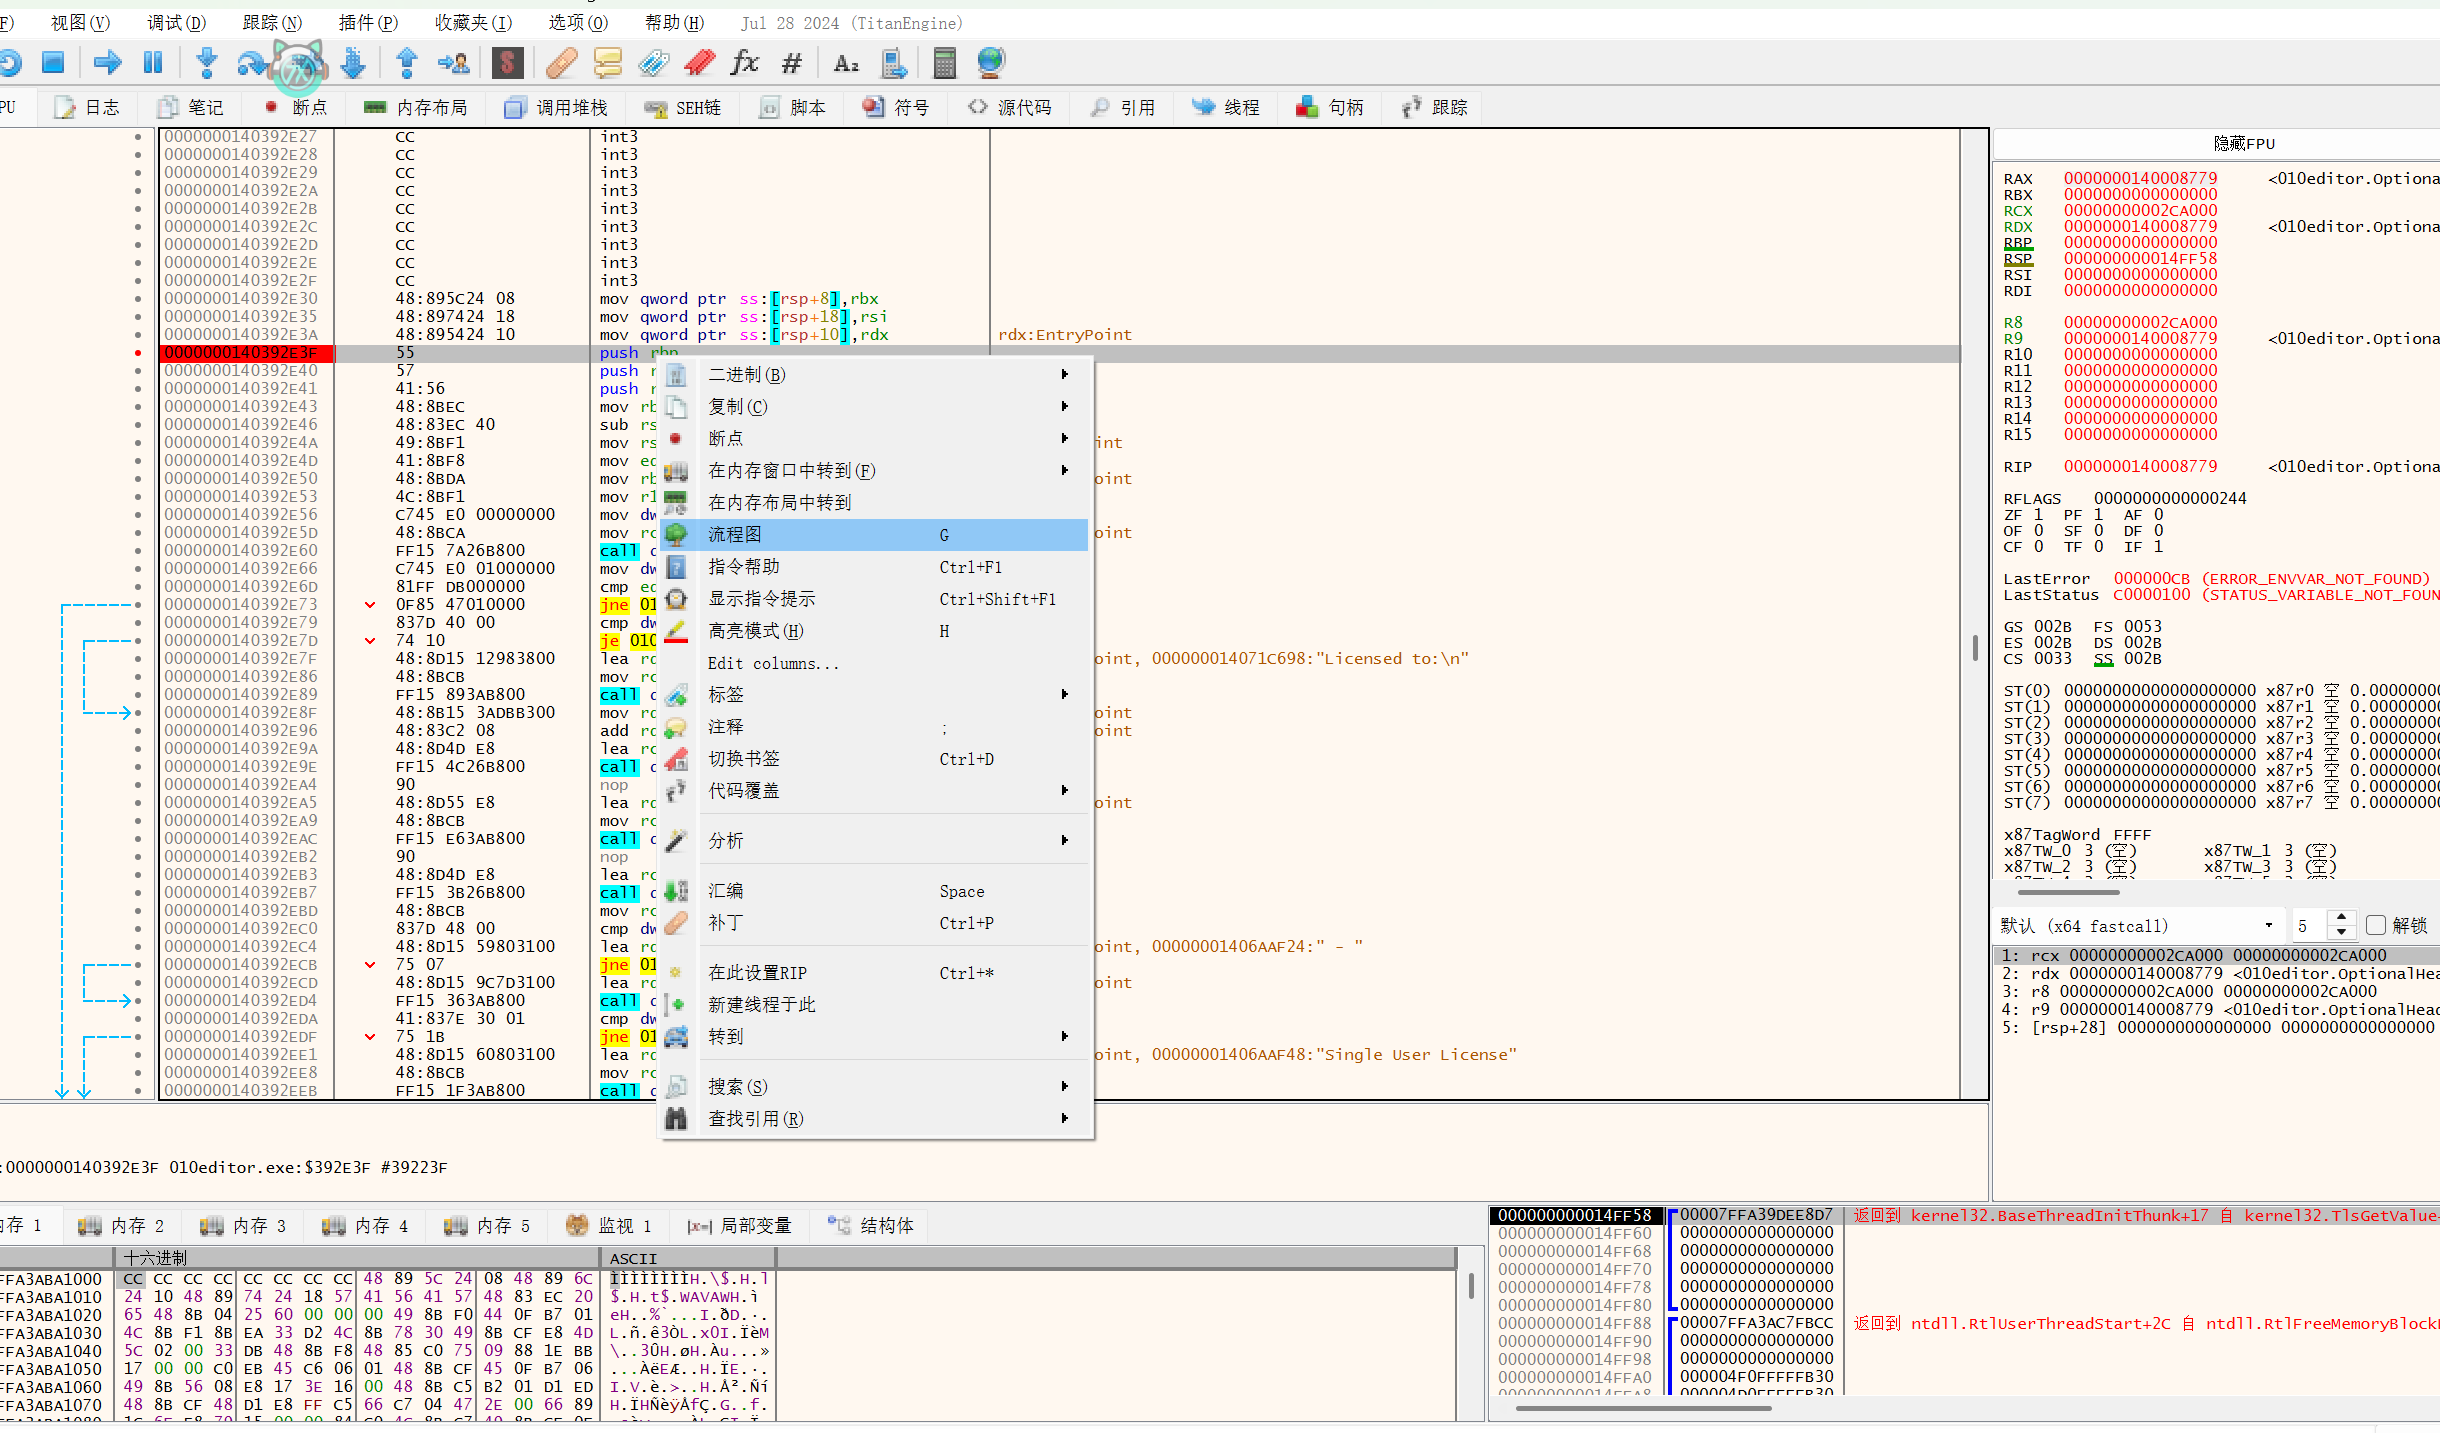 F) 视图(V) 调试(D) 跟踪(N) 插件(P) 收藏夹(I) 选项(O) 帮助(H) Jul 28 2024 (TitanEngine)
PU 日志 笔记 断点 内存布局 调用堆栈 SEH链 脚本 符号 源代码 引用 线程 句柄 跟踪
0000000140392E27 CC int3
0000000140392E28 CC int3
0000000140392E29 CC int3
0000000140392E2A CC int3
0000000140392E2B CC int3
0000000140392E2C CC int3
0000000140392E2D CC int3
0000000140392E2E CC int3
0000000140392E2F CC int3
0000000140392E30 48:895C24 08 mov qword ptr ss:[rsp+8],rbx
0000000140392E35 48:897424 18 mov qword ptr ss:[rsp+18],rsi
0000000140392E3A 48:895424 10 mov qword ptr ss:[rsp+10],rdx rdx:EntryPoint
0000000140392E3F 55 push rbp
0000000140392E40 57 push r
0000000140392E41 41:56 push r
0000000140392E43 48:8BEC mov rb
0000000140392E46 48:83EC 40 sub rs
0000000140392E4A 49:8BF1 mov rs int
0000000140392E4D 41:8BF8 mov ed
0000000140392E50 48:8BDA mov rb oint
0000000140392E53 4C:8BF1 mov r1
0000000140392E56 C745 E0 00000000 mov dw
0000000140392E5D 48:8BCA mov rc oint
0000000140392E60 FF15 7A26B800 call
0000000140392E66 C745 E0 01000000 mov dw
0000000140392E6D 81FF DB000000 cmp ed
0000000140392E73 0F85 47010000 jne 01
0000000140392E79 837D 40 00 cmp dw
0000000140392E7D 74 10 je 010
0000000140392E7F 48:8D15 12983800 lea rd oint, 000000014071C698:"Licensed to:\n"
0000000140392E86 48:8BCB mov rc
0000000140392E89 FF15 893AB800 call
0000000140392E8F 48:8B15 3ADBB300 mov rd oint
0000000140392E96 48:83C2 08 add rd oint
0000000140392E9A 48:8D4D E8 lea rc
0000000140392E9E FF15 4C26B800 call
0000000140392EA4 90 nop
0000000140392EA5 48:8D55 E8 lea rd oint
0000000140392EA9 48:8BCB mov rc
0000000140392EAC FF15 E63AB800 call
0000000140392EB2 90 nop
0000000140392EB3 48:8D4D E8 lea rc
0000000140392EB7 FF15 3B26B800 call
0000000140392EBD 48:8BCB mov rc
0000000140392EC0 837D 48 00 cmp dw
0000000140392EC4 48:8D15 59803100 lea rd oint, 00000001406AAF24:" - "
0000000140392ECB 75 07 jne 01
0000000140392ECD 48:8D15 9C7D3100 lea rd oint
0000000140392ED4 FF15 363AB800 call
0000000140392EDA 41:837E 30 01 cmp dw
0000000140392EDF 75 1B jne 01
0000000140392EE1 48:8D15 60803100 lea rd oint, 00000001406AAF48:"Single User License"
0000000140392EE8 48:8BCB mov rc
0000000140392EEB FF15 1F3AB800 call
二进制(B)
复制(C)
断点
在内存窗口中转到(F)
在内存布局中转到
流程图 G
指令帮助 Ctrl+F1
显示指令提示 Ctrl+Shift+F1
高亮模式(H) H
Edit columns...
标签
注释 ;
切换书签 Ctrl+D
代码覆盖
分析
汇编 Space
补丁 Ctrl+P
在此设置RIP Ctrl+*
新建线程于此
转到
搜索(S)
查找引用(R)
隐藏FPU
RAX 0000000140008779 <010editor.Optiona
RBX 0000000000000000
RCX 00000000002CA000
RDX 0000000140008779 <010editor.Optiona
RBP 0000000000000000
RSP 000000000014FF58
RSI 0000000000000000
RDI 0000000000000000
R8 00000000002CA000
R9 0000000140008779 <010editor.Optiona
R10 0000000000000000
R11 0000000000000000
R12 0000000000000000
R13 0000000000000000
R14 0000000000000000
R15 0000000000000000
RIP 0000000140008779 <010editor.Optiona
RFLAGS 0000000000000244
ZF 1 PF 1 AF 0
OF 0 SF 0 DF 0
CF 0 TF 0 IF 1
LastError 000000CB (ERROR_ENVVAR_NOT_FOUND)
LastStatus C0000100 (STATUS_VARIABLE_NOT_FOUN
GS 002B FS 0053
ES 002B DS 002B
CS 0033 SS 002B
ST(0) 00000000000000000000 x87r0 空 0.00000000
ST(1) 00000000000000000000 x87r1 空 0.00000000
ST(2) 00000000000000000000 x87r2 空 0.00000000
ST(3) 00000000000000000000 x87r3 空 0.00000000
ST(4) 00000000000000000000 x87r4 空 0.00000000
ST(5) 00000000000000000000 x87r5 空 0.00000000
ST(6) 00000000000000000000 x87r6 空 0.00000000
ST(7) 00000000000000000000 x87r7 空 0.00000000
x87TagWord FFFF
x87TW_0 3 (空) x87TW_1 3 (空)
x87TW_2 3 (空) x87TW_3 3 (空)
默认 (x64 fastcall) 5 解锁
1: rcx 00000000002CA000 00000000002CA000
2: rdx 0000000140008779 <010editor.OptionalHea
3: r8 00000000002CA000 00000000002CA000
4: r9 0000000140008779 <010editor.OptionalHead
5: [rsp+28] 0000000000000000 0000000000000000
:0000000140392E3F 010editor.exe:$392E3F #39223F
内存 1 内存 2 内存 3 内存 4 内存 5 监视 1 局部变量 结构体
十六进制 ASCII
FFA3ABA1000 CC CC CC CC CC CC CC CC 48 89 5C 24 08 48 89 6C ÌÌÌÌÌÌÌÌH.\$.H.l
FFA3ABA1010 24 10 48 89 74 24 18 57 41 56 41 57 48 83 EC 20 $.H.t$.WAVAWH.ì
FFA3ABA1020 65 48 8B 04 25 60 00 00 00 49 8B F0 44 0F B7 01 eH..%`...I.ðD.·.
FFA3ABA1030 4C 8B F1 8B EA 33 D2 4C 8B 78 30 49 8B CF E8 4D L.ñ.ê3ÒL.x0I.ÏèM
FFA3ABA1040 5C 02 00 33 DB 48 8B F8 48 85 C0 75 09 88 1E BB \..3ÛH.øH.Àu...»
FFA3ABA1050 17 00 00 C0 EB 45 C6 06 01 48 8B CF 45 0F B7 06 ...ÀëEÆ..H.ÏE.·.
FFA3ABA1060 49 8B 56 08 E8 17 3E 16 00 48 8B C5 B2 01 D1 ED I.V.è.>..H.Å².Ñí
FFA3ABA1070 48 8B CF 48 D1 E8 FF C5 66 C7 04 47 2E 00 66 89 H.ÏHÑèÿÅfÇ.G..f.
000000000014FF58 00007FFA39DEE8D7 返回到 kernel32.BaseThreadInitThunk+17 自 kernel32.TlsGetValue+
000000000014FF60 0000000000000000
000000000014FF68 0000000000000000
000000000014FF70 0000000000000000
000000000014FF78 0000000000000000
000000000014FF80 0000000000000000
000000000014FF88 00007FFA3AC7FBCC 返回到 ntdll.RtlUserThreadStart+2C 自 ntdll.RtlFreeMemoryBlockL
000000000014FF90 0000000000000000
000000000014FF98 0000000000000000
000000000014FFA0 000004F0FFFFFB30
000000000014FFA8 000004D0FFFFFB30